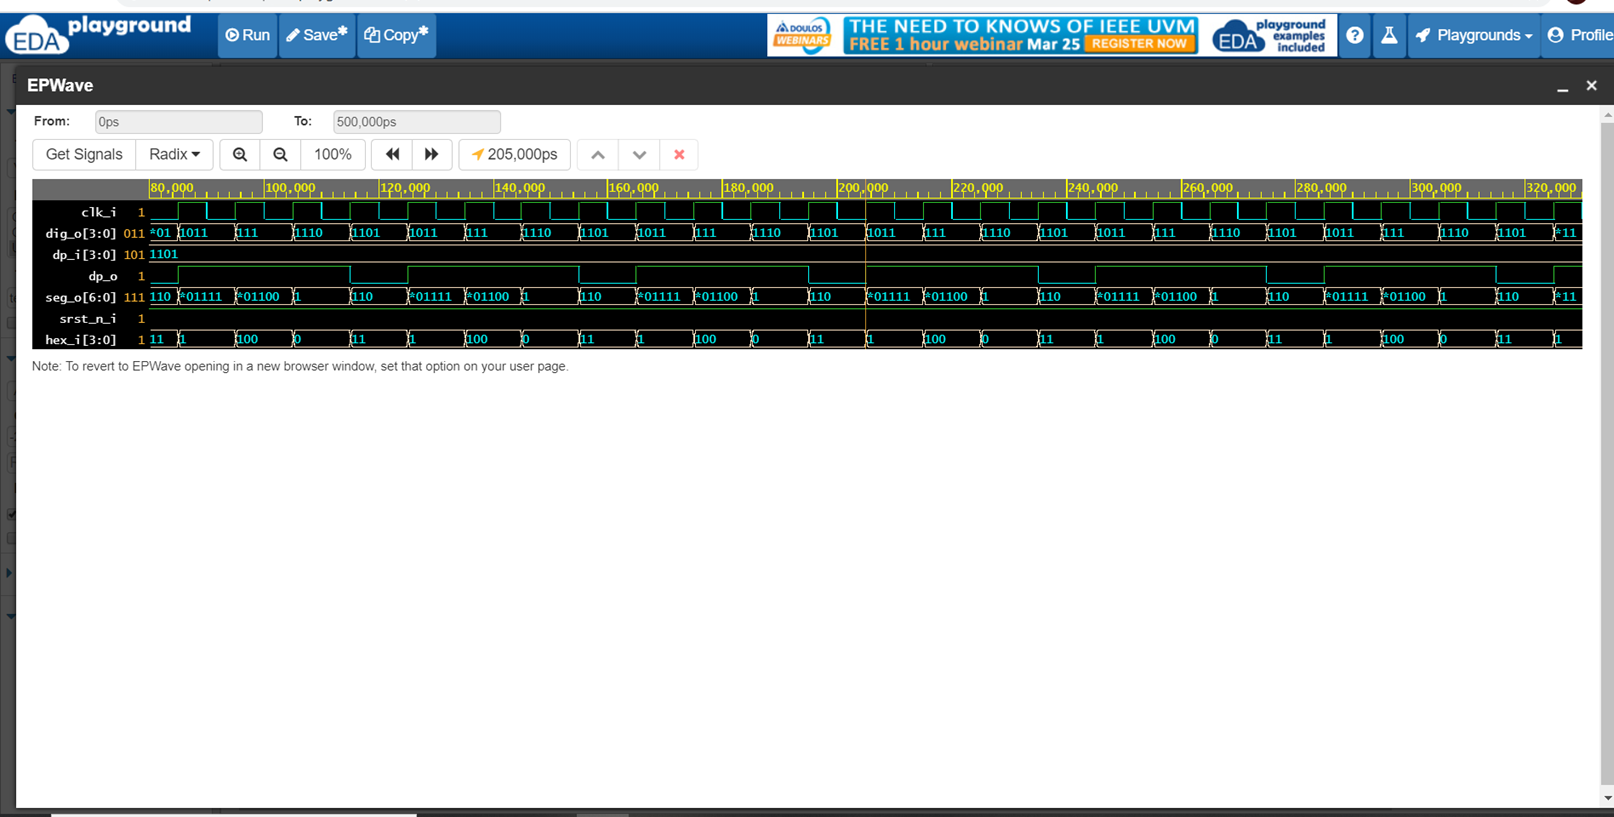 EDA playground
Run Save* Copy*
DOULOS WEBINARS
THE NEED TO KNOWS OF IEEE UVM
FREE 1 hour webinar Mar 25 REGISTER NOW
EDA playground examples included
Playgrounds Profile
EPWave
From: 0ps To: 500,000ps
Get Signals Radix 100% 205,000ps
80,000 100,000 120,000 140,000 160,000 180,000 200,000 220,000 240,000 260,000 280,000 300,000 320,000
clk_i 1
dig_o[3:0] 011 *01 1011 111 1110 1101 1011 111 1110 1101 1011 111 1110 1101 1011 111 1110 1101 1011 111 1110 1101 1011 111 1110 1101 *11
dp_i[3:0] 101 1101
dp_o 1
seg_o[6:0] 111 110 *01111 *01100 1 110 *01111 *01100 1 110 *01111 *01100 1 110 *01111 *01100 1 110 *01111 *01100 1 110 *01111 *01100 1 110 *11
srst_n_i 1
hex_i[3:0] 1 11 1 100 0 11 1 100 0 11 1 100 0 11 1 100 0 11 1 100 0 11 1 100 0 11 1
Note: To revert to EPWave opening in a new browser window, set that option on your user page.